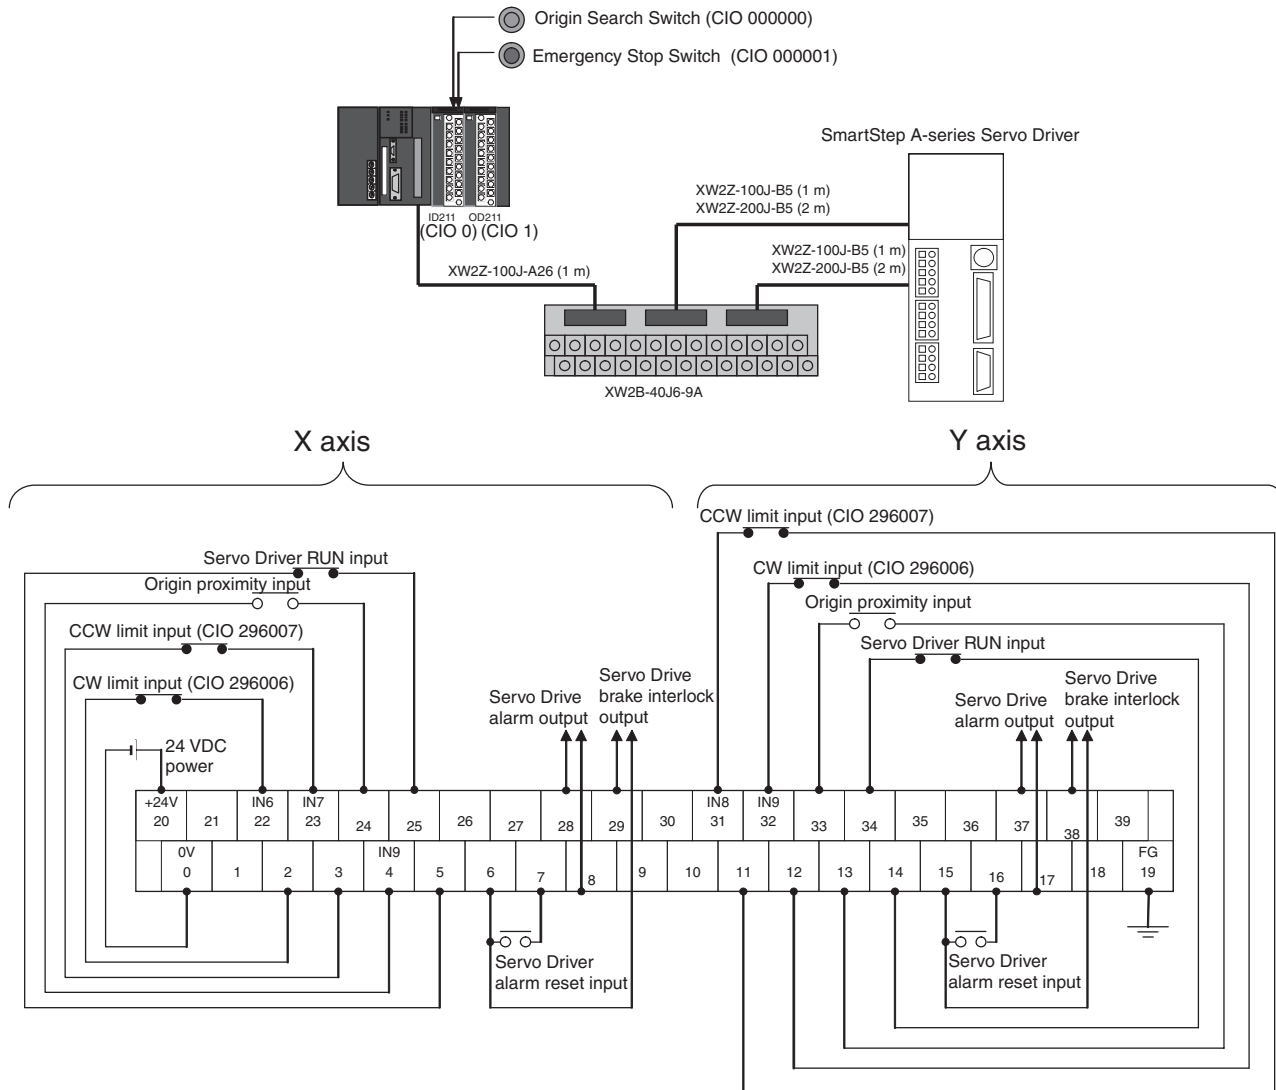 Origin Search Switch (CIO 000000)
Emergency Stop Switch (CIO 000001)
SmartStep A-series Servo Driver
XW2Z-100J-B5 (1 m)
XW2Z-200J-B5 (2 m)
ID211 OD211
(CIO 0) (CIO 1)
XW2Z-100J-B5 (1 m)
XW2Z-200J-B5 (2 m)
XW2Z-100J-A26 (1 m)
XW2B-40J6-9A
X axis
Y axis
CCW limit input (CIO 296007)
Servo Driver RUN input
CW limit input (CIO 296006)
Origin proximity input
Origin proximity input
CCW limit input (CIO 296007)
Servo Driver RUN input
CW limit input (CIO 296006)
Servo Drive
alarm output
Servo Drive
brake interlock
output
Servo Drive
alarm output
Servo Drive
brake interlock
output
24 VDC
power
+24V IN6 IN7 IN8 IN9
20 21 22 23 24 25 26 27 28 29 30 31 32 33 34 35 36 37 38 39
0V IN9 FG
0 1 2 3 4 5 6 7 8 9 10 11 12 13 14 15 16 17 18 19
Servo Driver
alarm reset input
Servo Driver
alarm reset input